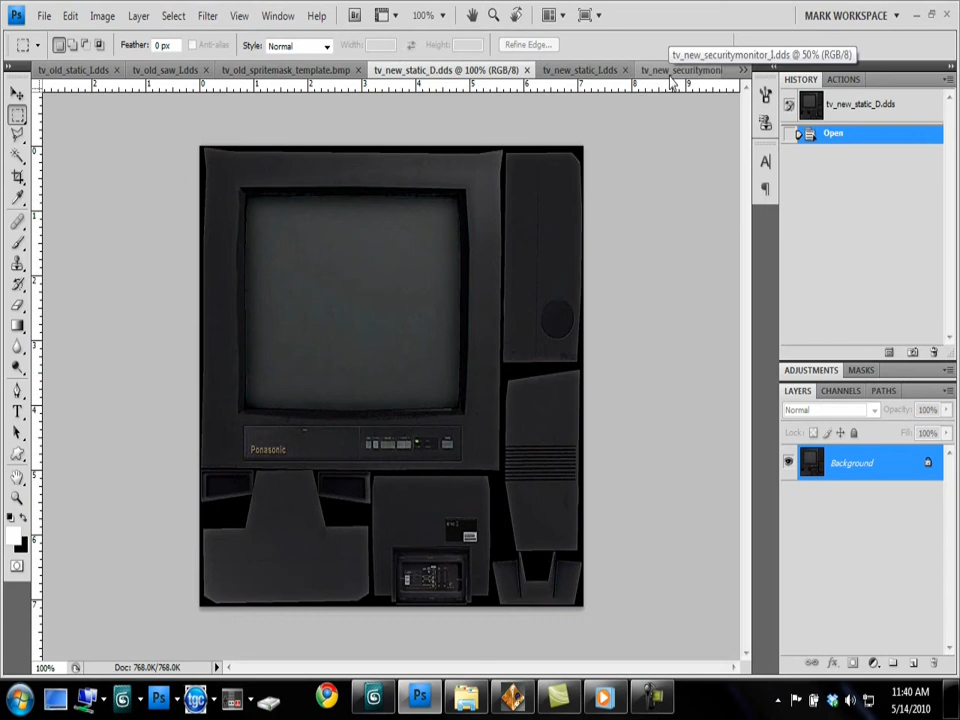 Ps File Edit Image Layer Select Filter View Window Help Br 100% MARK WORKSPACE
Feather: 0 px Anti-alias Style: Normal Width: Height: Refine Edge...
tv_new_securitymonitor_I.dds @ 50% (RGB/8)
tv_old_static_I.dds tv_old_saw_I.dds tv_old_spritemask_template.bmp tv_new_static_D.dds @ 100% (RGB/8) tv_new_static_I.dds tv_new_securitymoni
HISTORY ACTIONS
tv_new_static_D.dds
Open
Panasonic
ADJUSTMENTS MASKS
LAYERS CHANNELS PATHS
Normal Opacity: 100%
Lock: Fill: 100%
Background
100% Doc: 768.0K/768.0K
11:40 AM
5/14/2010